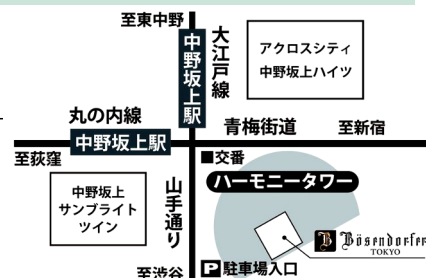 至東中野
中野坂上駅
大江戸線
アクロスシティ
中野坂上ハイツ
丸の内線
中野坂上駅
青梅街道
至新宿
至荻窪
■交番
ハーモニータワー
中野坂上
サンブライト
ツイン
山手通り
B Bösendorfer
TOKYO
至渋谷
P駐車場入口